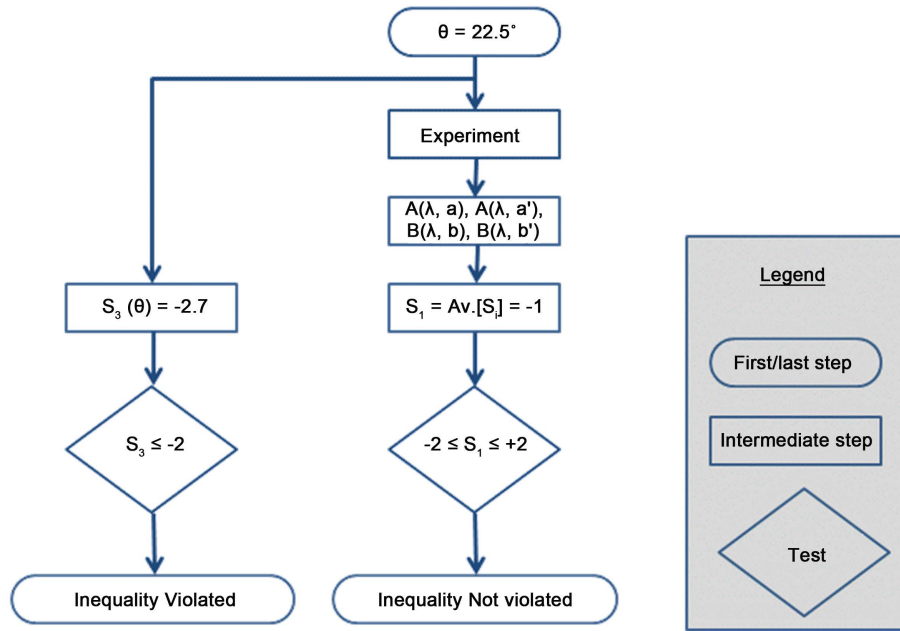 θ = 22.5°
Experiment
A(λ, a), A(λ, a'),
B(λ, b), B(λ, b')
S₃ (θ) = -2.7
S₁ = Av.[Sᵢ] = -1
S₃ ≤ -2
-2 ≤ S₁ ≤ +2
Inequality Violated
Inequality Not violated
Legend
First/last step
Intermediate step
Test